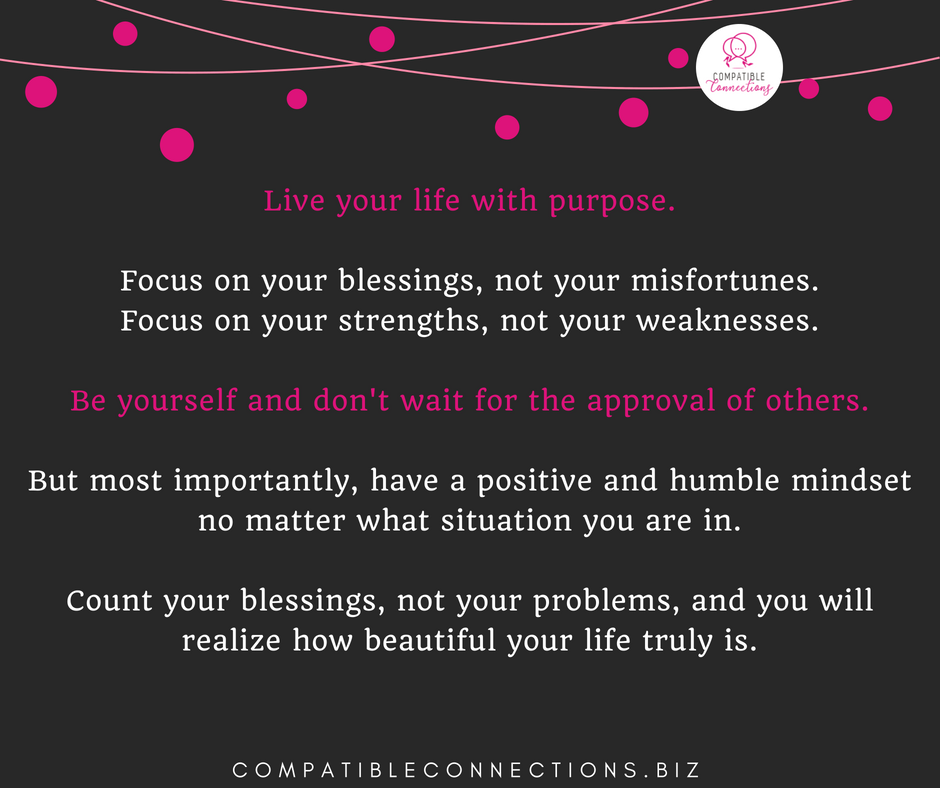 COMPATIBLE
Connections
Live your life with purpose.
Focus on your blessings, not your misfortunes.
Focus on your strengths, not your weaknesses.
Be yourself and don't wait for the approval of others.
But most importantly, have a positive and humble mindset
no matter what situation you are in.
Count your blessings, not your problems, and you will
realize how beautiful your life truly is.
COMPATIBLECONNECTIONS.BIZ